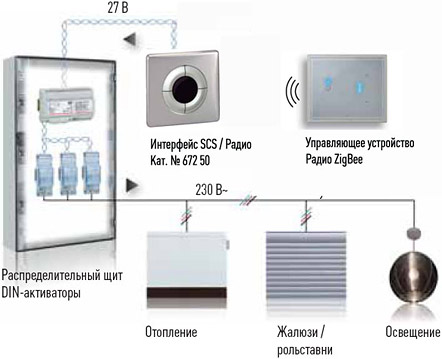 27 В
Интерфейс SCS / Радио
Кат. № 672 50
Управляющее устройство
Радио ZigBee
230 В~
Распределительный щит
DIN-активаторы
Отопление
Жалюзи /
рольставни
Освещение